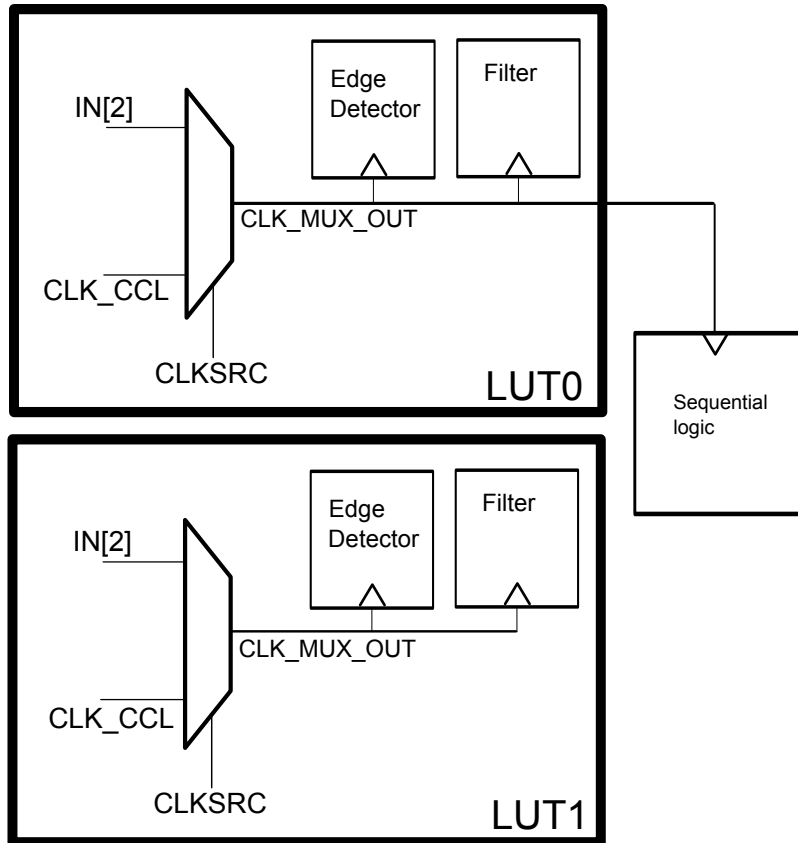 Edge
Detector
Filter
IN[2]
CLK_MUX_OUT
CLK_CCL
CLKSRC
LUT0
Sequential
logic
Edge
Detector
Filter
IN[2]
CLK_MUX_OUT
CLK_CCL
CLKSRC
LUT1